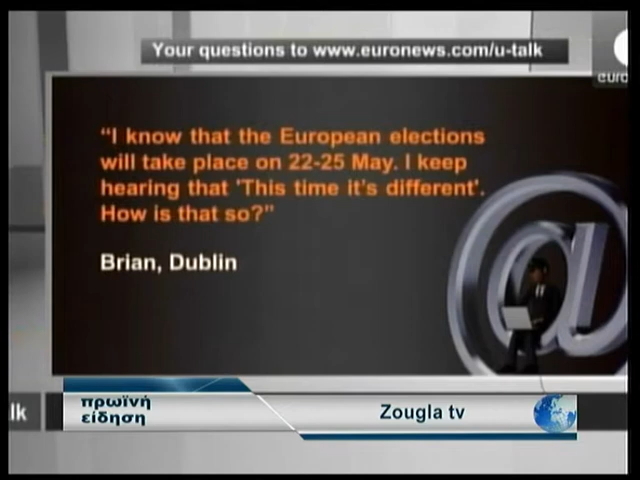 Your questions to www.euronews.com/u-talk
euro
“I know that the European elections
will take place on 22-25 May. I keep
hearing that 'This time it's different'.
How is that so?”
Brian, Dublin
@
lk
πρωϊνή
είδηση
Zougla tv